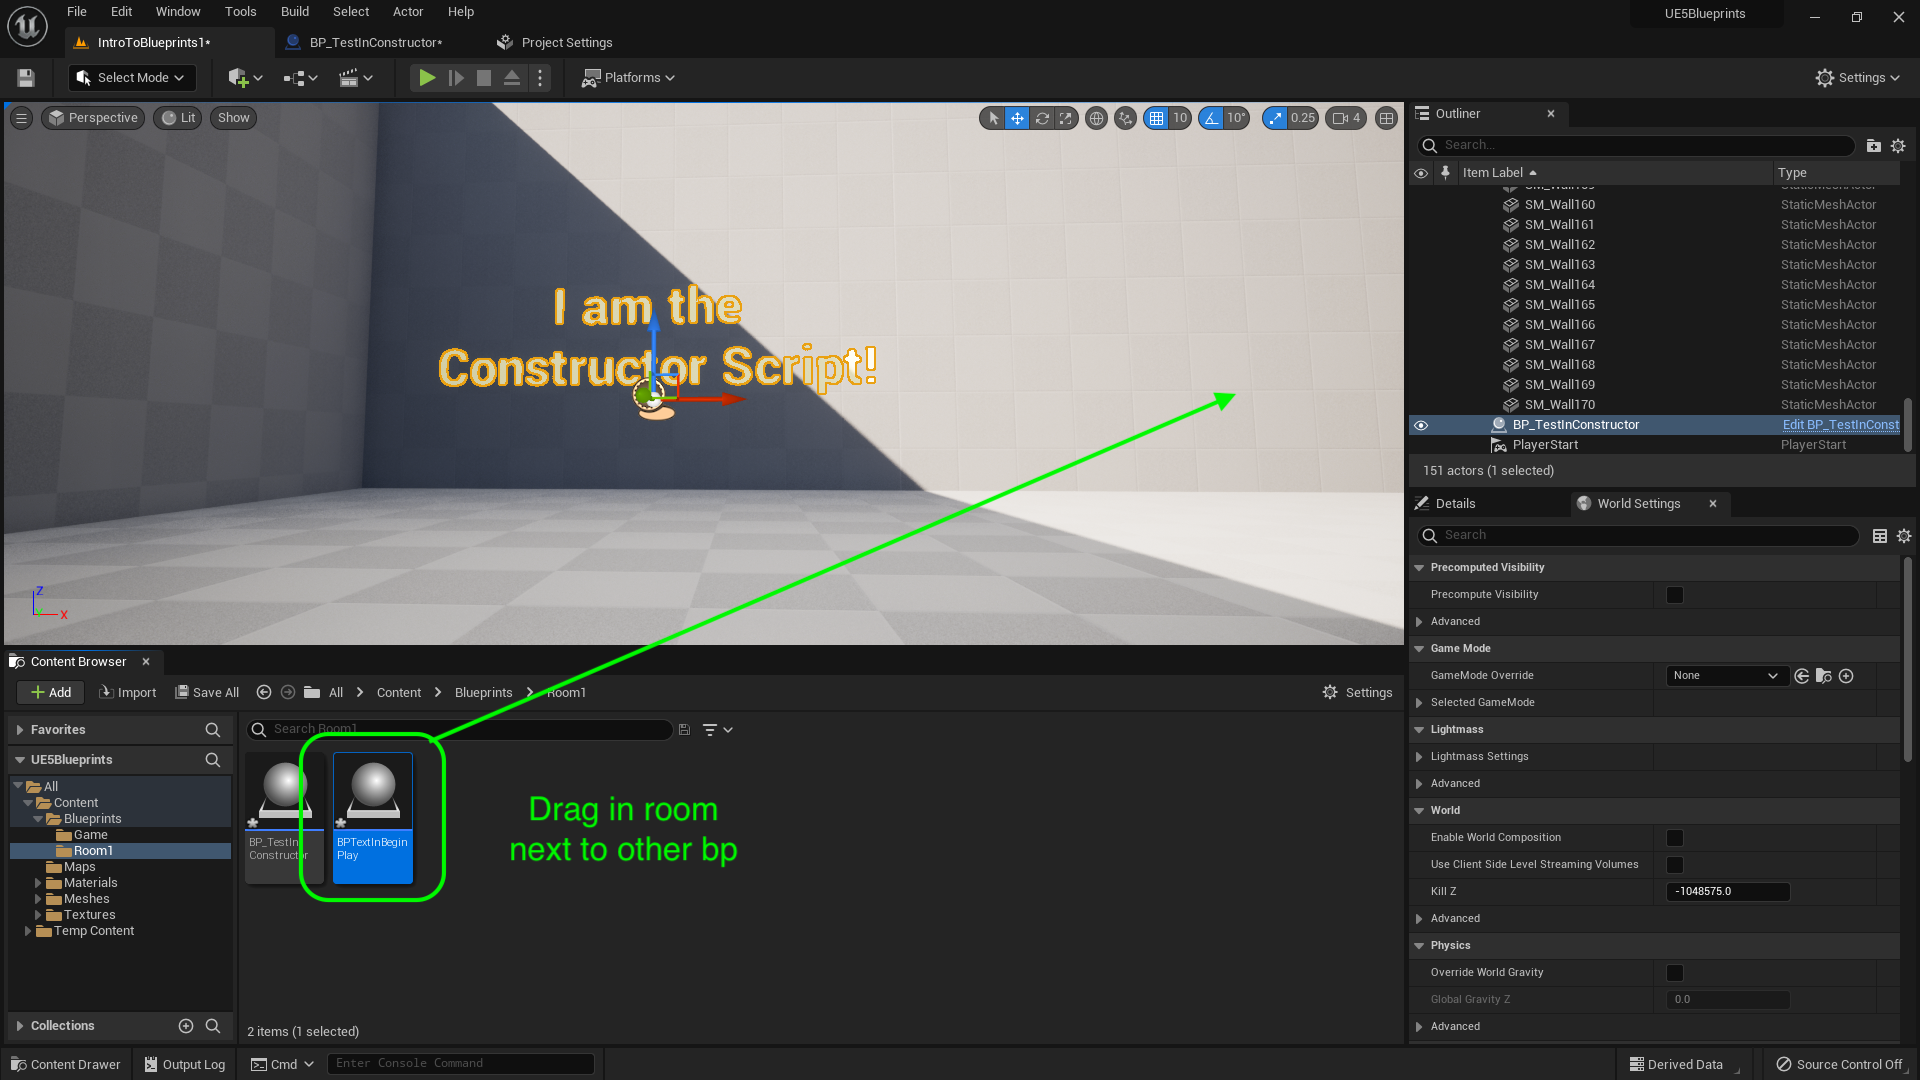 File Edit Window Tools Build Select Actor Help
UE5Blueprints
IntroToBlueprints1*
BP_TestInConstructor*
Project Settings
Select Mode
Platforms
Settings
Perspective
Lit
Show
10
10°
0.25
4
I am the
Constructor Script!
Z
X
Outliner
Search...
Item Label
Type
SM_Wall160 StaticMeshActor
SM_Wall161 StaticMeshActor
SM_Wall162 StaticMeshActor
SM_Wall163 StaticMeshActor
SM_Wall164 StaticMeshActor
SM_Wall165 StaticMeshActor
SM_Wall166 StaticMeshActor
SM_Wall167 StaticMeshActor
SM_Wall168 StaticMeshActor
SM_Wall169 StaticMeshActor
SM_Wall170 StaticMeshActor
BP_TestInConstructor Edit BP_TestInConst
PlayerStart PlayerStart
151 actors (1 selected)
Details
World Settings
Search
Precomputed Visibility
Precompute Visibility
Advanced
Game Mode
GameMode Override None
Selected GameMode
Lightmass
Lightmass Settings
Advanced
World
Enable World Composition
Use Client Side Level Streaming Volumes
Kill Z -1048575.0
Advanced
Physics
Override World Gravity
Global Gravity Z 0.0
Advanced
Content Browser
Add
Import
Save All
All > Content > Blueprints > Room1
Settings
Favorites
UE5Blueprints
All
Content
Blueprints
Game
Room1
Maps
Materials
Meshes
Textures
Temp Content
Collections
Search Room1
BP_TestIn
Constructor
BPTextInBegin
Play
Drag in room
next to other bp
2 items (1 selected)
Content Drawer
Output Log
Cmd
Enter Console Command
Derived Data
Source Control Off